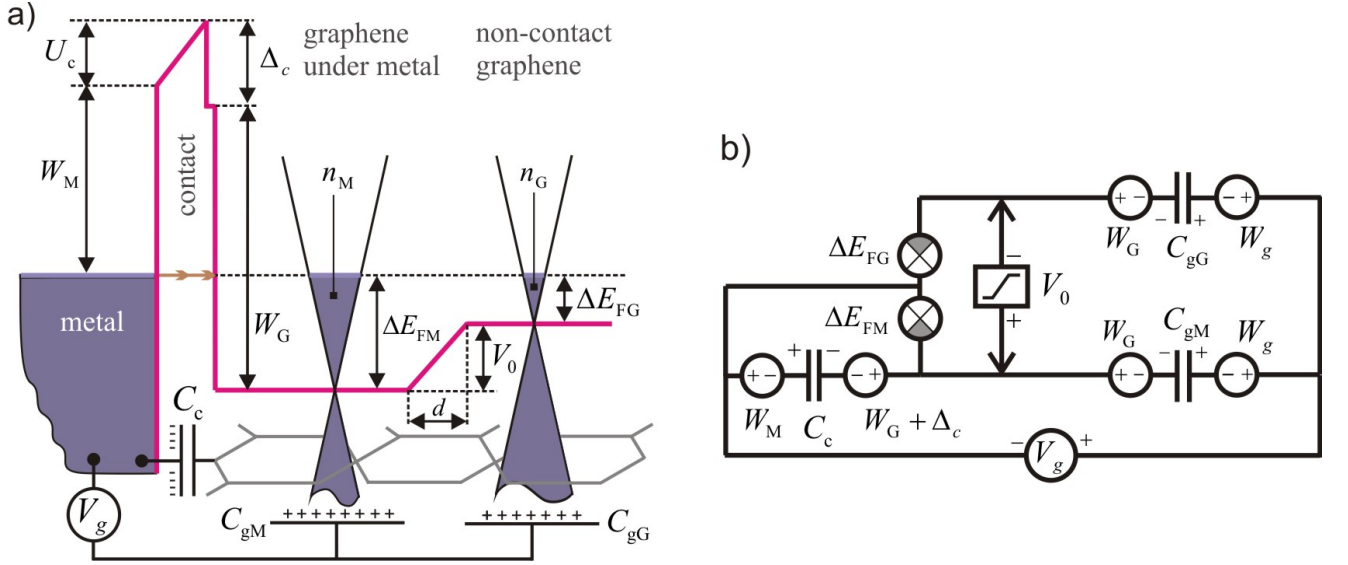 a)
U_c
Δ_c
graphene
under metal
non-contact
graphene
W_M
contact
n_M
n_G
metal
W_G
ΔE_FM
ΔE_FG
V_0
d
C_c
V_g
C_gM
++++++++
++++++++
C_gG
b)
ΔE_FG
ΔE_FM
V_0
W_G
C_gG
W_g
W_G
C_gM
W_g
W_M
C_c
W_G + Δ_c
V_g